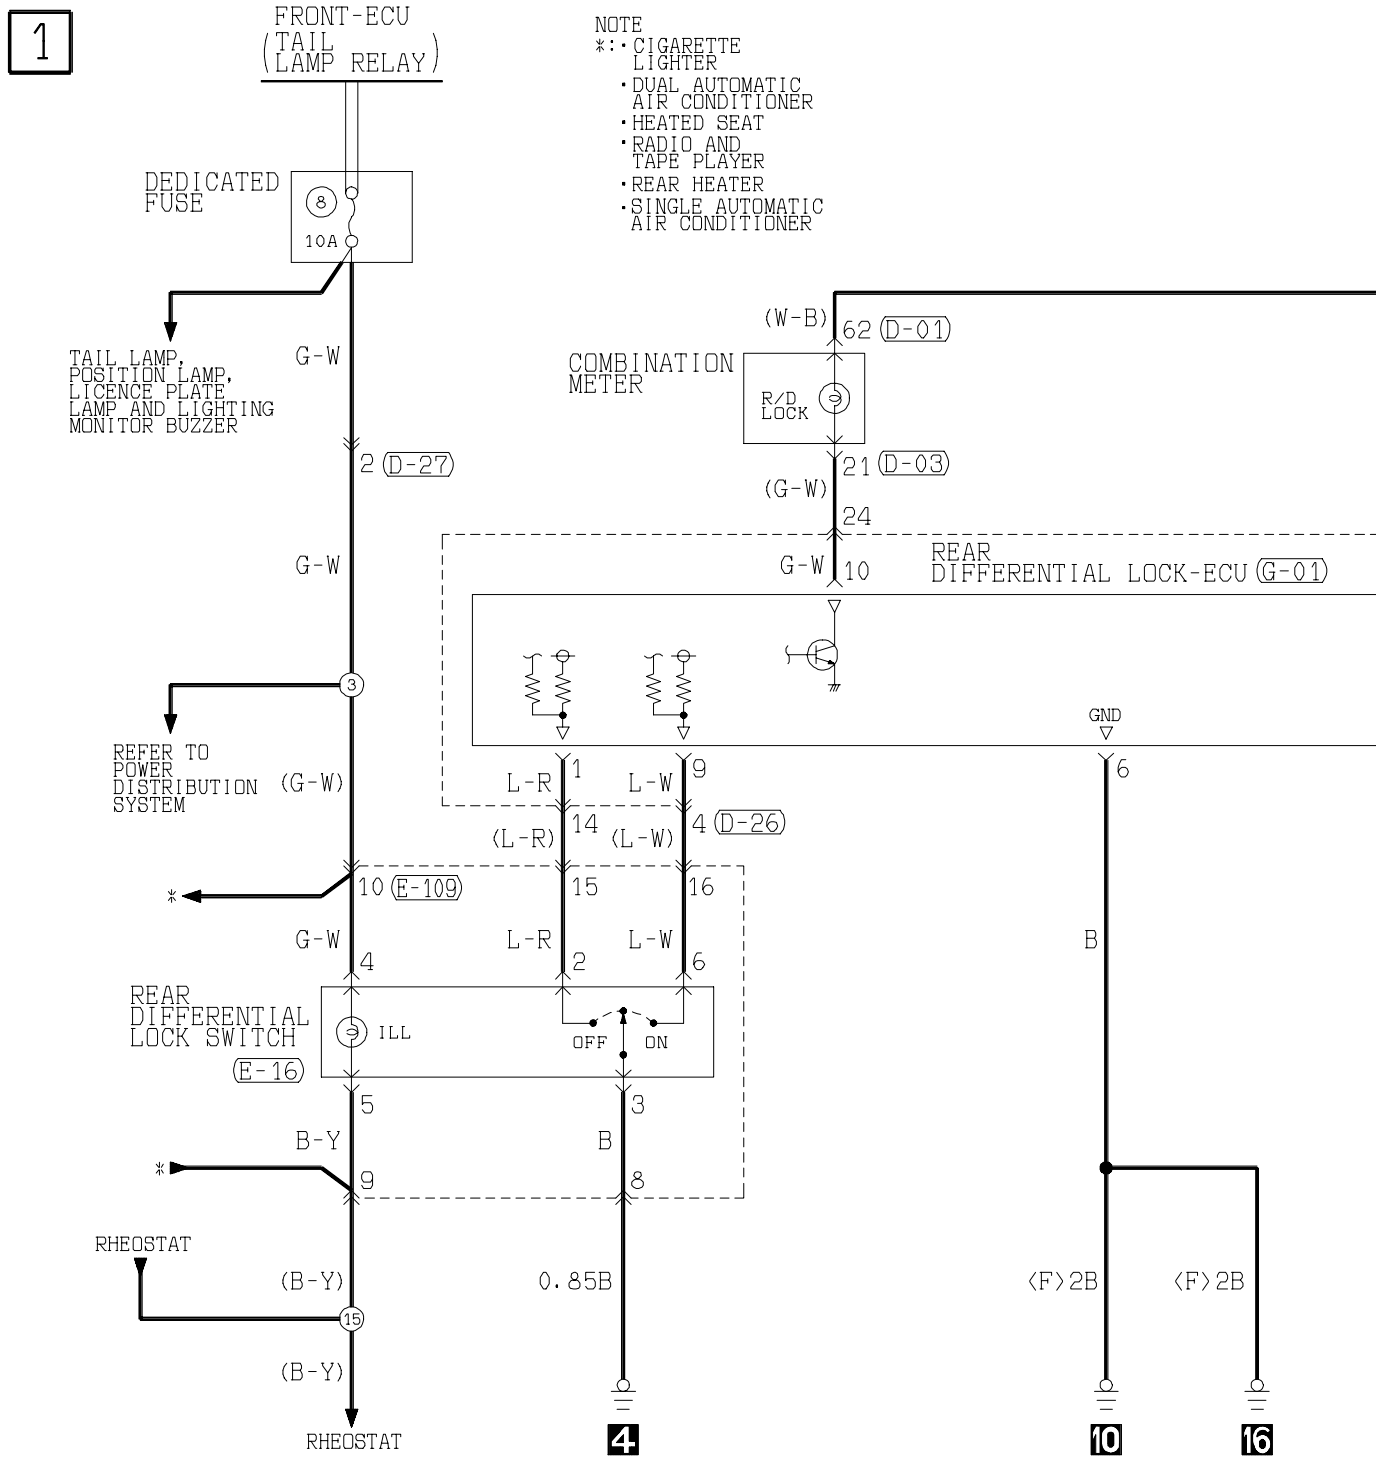 1
FRONT-ECU
(TAIL
LAMP RELAY)
NOTE
*:·CIGARETTE
LIGHTER
·DUAL AUTOMATIC
AIR CONDITIONER
·HEATED SEAT
·RADIO AND
TAPE PLAYER
·REAR HEATER
·SINGLE AUTOMATIC
AIR CONDITIONER
DEDICATED
FUSE
8
10A
TAIL LAMP,
POSITION LAMP,
LICENCE PLATE
LAMP AND LIGHTING
MONITOR BUZZER
G-W
(W-B)
62 (D-01)
COMBINATION
METER
R/D
LOCK
2 (D-27)
21 (D-03)
(G-W)
24
G-W
G-W
10
REAR
DIFFERENTIAL LOCK-ECU (G-01)
3
GND
REFER TO
POWER
DISTRIBUTION
SYSTEM
(G-W)
L-R
1
L-W
9
6
(L-R)
14
(L-W)
4 (D-26)
*
10 (E-109)
15
16
G-W
4
L-R
2
L-W
6
B
REAR
DIFFERENTIAL
LOCK SWITCH
(E-16)
ILL
OFF
ON
5
3
B-Y
B
*
9
8
RHEOSTAT
(B-Y)
0.85B
<F>2B
<F>2B
15
(B-Y)
RHEOSTAT
4
10
16